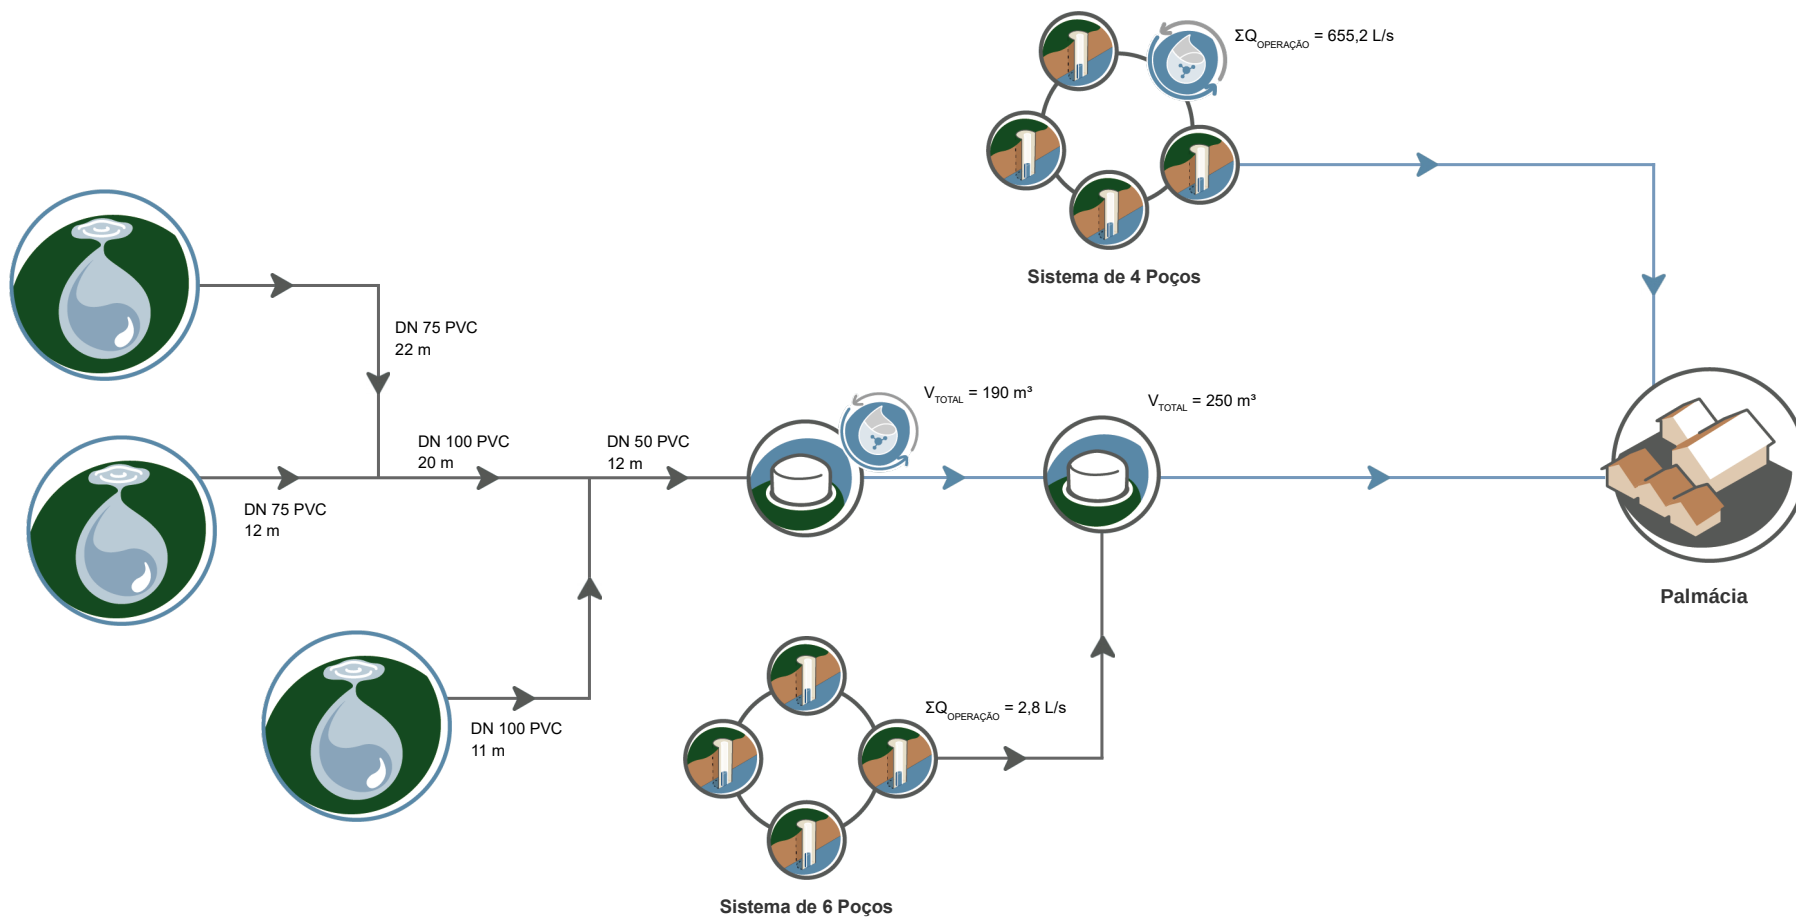 ΣQOPERAÇÃO = 655,2 L/s
Sistema de 4 Poços
DN 75 PVC
22 m
VTOTAL = 190 m³
VTOTAL = 250 m³
DN 100 PVC
20 m
DN 50 PVC
12 m
DN 75 PVC
12 m
Palmácia
DN 100 PVC
11 m
ΣQOPERAÇÃO = 2,8 L/s
Sistema de 6 Poços